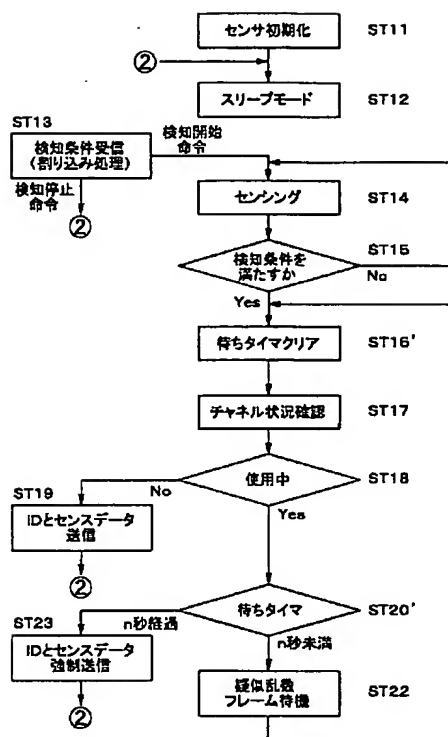 センサ初期化
ST11
②
スリープモード
ST12
ST13
検知条件受信
(割り込み処理)
検知開始
命令
検知停止
命令
②
センシング
ST14
検知条件を
満たすか
ST15
No
Yes
待ちタイマクリア
ST16'
チャネル状況確認
ST17
使用中
ST18
No
Yes
ST19
IDとセンスデータ
送信
②
待ちタイマ
ST20'
n秒経過
n秒未満
ST23
IDとセンスデータ
強制送信
②
疑似乱数
フレーム待機
ST22